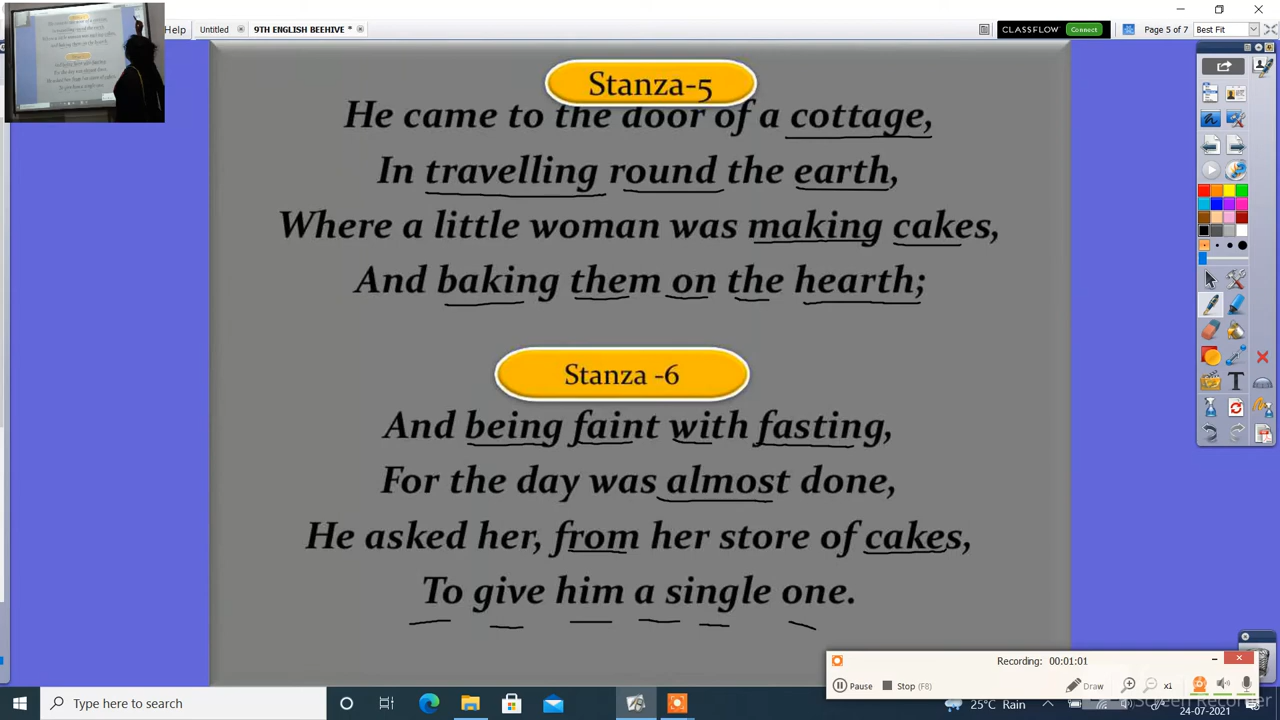 Help
Untitled
9TH ENGLISH BEEHIVE *
CLASSFLOW
Connect
Page 5 of 7
Best Fit
Stanza-5
He came to the door of a cottage,
In travelling round the earth,
Where a little woman was making cakes,
And baking them on the hearth;
Stanza -6
And being faint with fasting,
For the day was almost done,
He asked her, from her store of cakes,
To give him a single one.
Recording: 00:01:01
Pause
Stop (F8)
Draw
x1
Screen Recorder
Type here to search
25°C Rain
24-07-2021